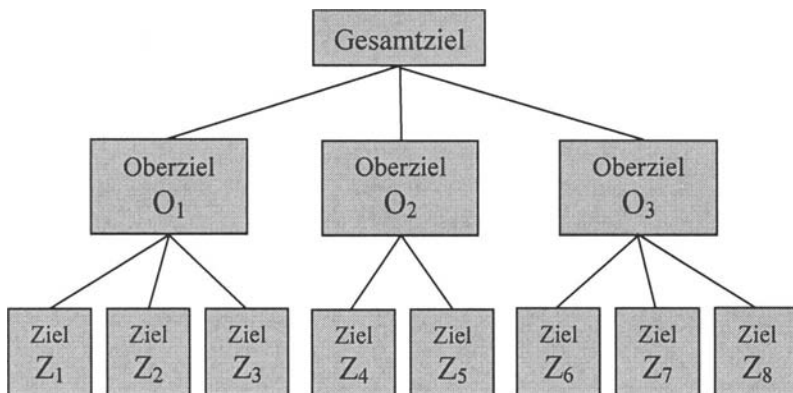 Gesamtziel
Oberziel
O₁
Oberziel
O₂
Oberziel
O₃
Ziel
Z₁
Ziel
Z₂
Ziel
Z₃
Ziel
Z₄
Ziel
Z₅
Ziel
Z₆
Ziel
Z₇
Ziel
Z₈